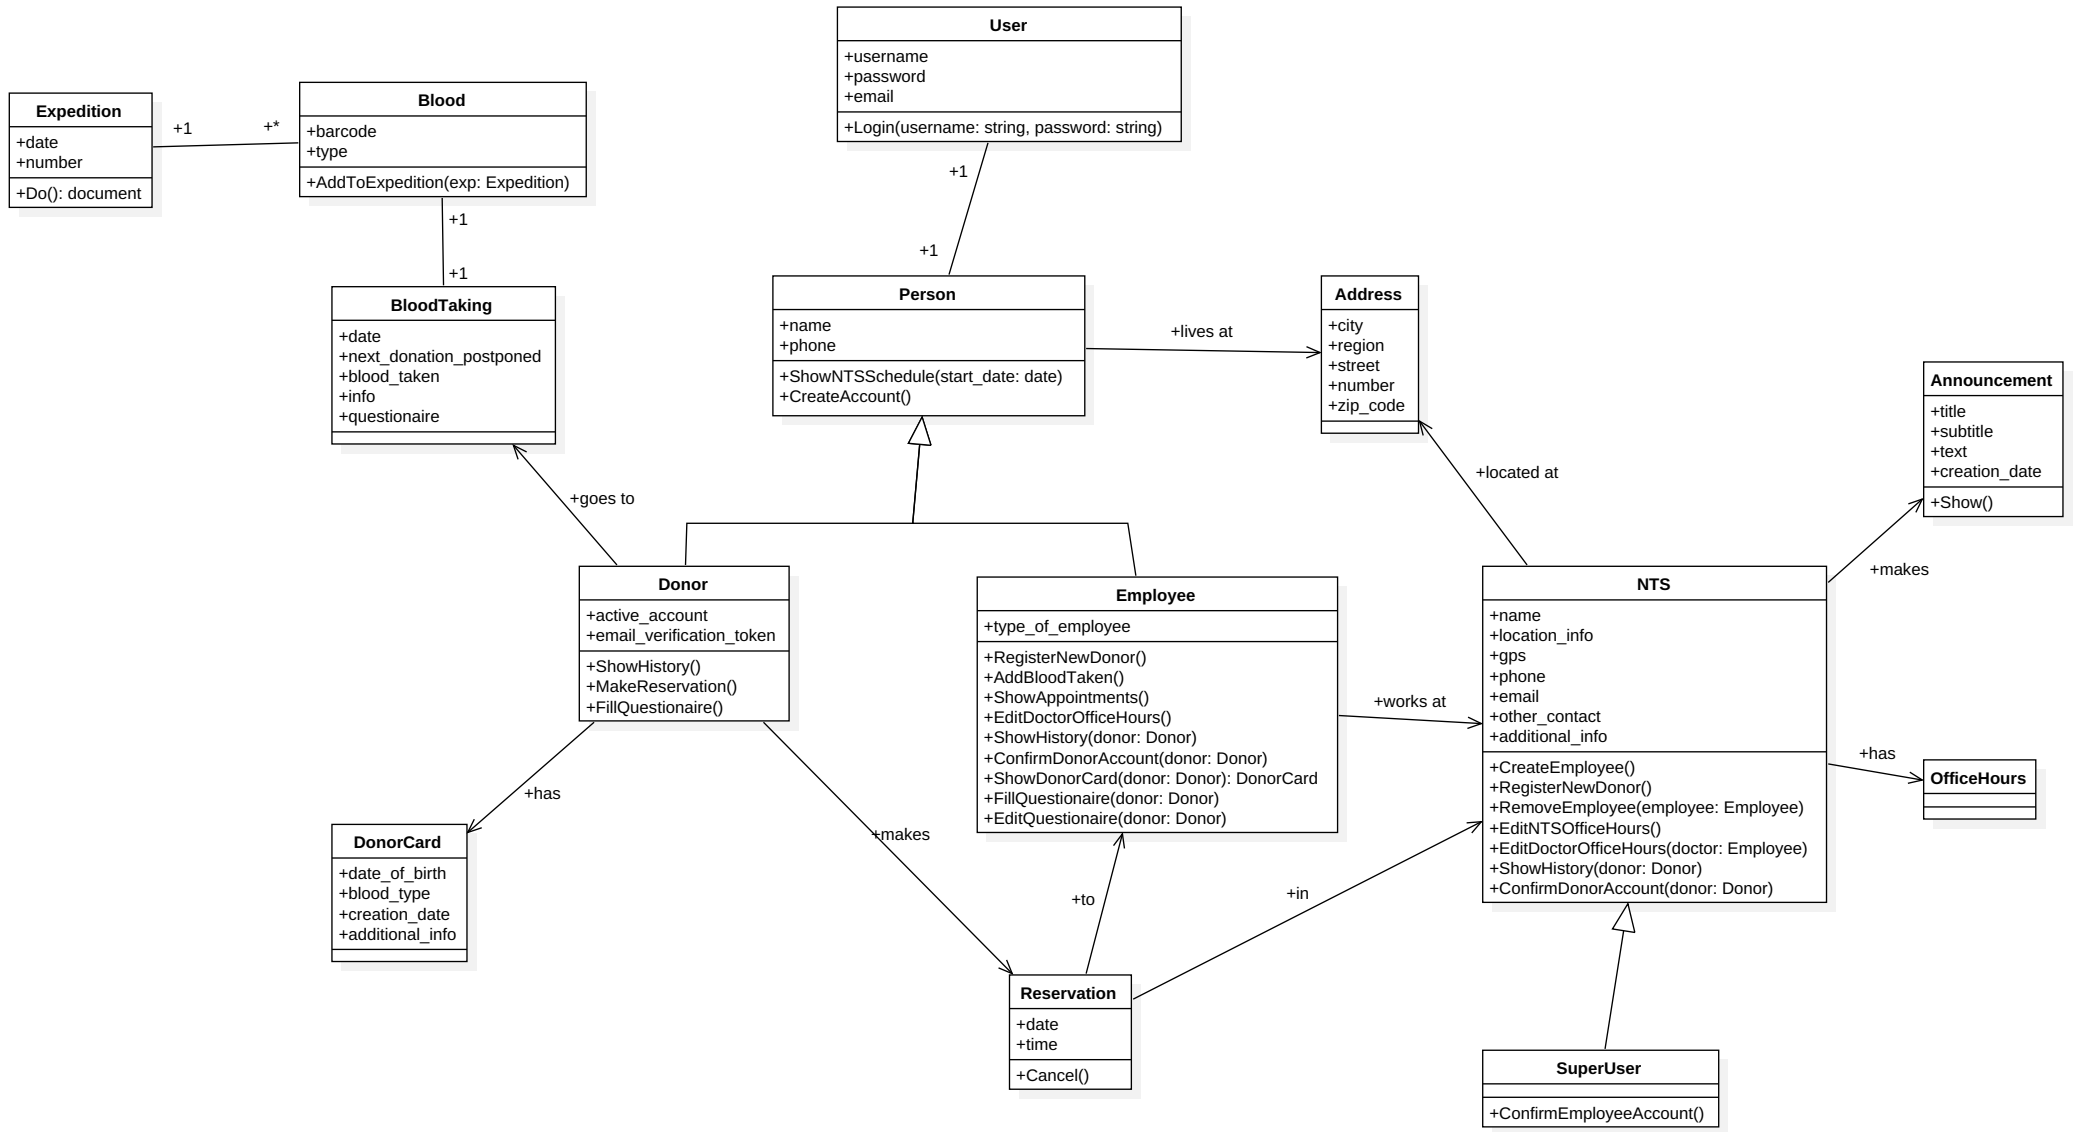 User
+username
+password
+email
+Login(username: string, password: string)
Expedition
+date
+number
+Do(): document
+1
+*
Blood
+barcode
+type
+AddToExpedition(exp: Expedition)
+1
+1
+1
+1
BloodTaking
+date
+next_donation_postponed
+blood_taken
+info
+questionaire
Person
+name
+phone
+ShowNTSSchedule(start_date: date)
+CreateAccount()
+lives at
Address
+city
+region
+street
+number
+zip_code
+located at
Announcement
+title
+subtitle
+text
+creation_date
+Show()
+makes
+goes to
Donor
+active_account
+email_verification_token
+ShowHistory()
+MakeReservation()
+FillQuestionaire()
Employee
+type_of_employee
+RegisterNewDonor()
+AddBloodTaken()
+ShowAppointments()
+EditDoctorOfficeHours()
+ShowHistory(donor: Donor)
+ConfirmDonorAccount(donor: Donor)
+ShowDonorCard(donor: Donor): DonorCard
+FillQuestionaire(donor: Donor)
+EditQuestionaire(donor: Donor)
+works at
NTS
+name
+location_info
+gps
+phone
+email
+other_contact
+additional_info
+CreateEmployee()
+RegisterNewDonor()
+RemoveEmployee(employee: Employee)
+EditNTSOfficeHours()
+EditDoctorOfficeHours(doctor: Employee)
+ShowHistory(donor: Donor)
+ConfirmDonorAccount(donor: Donor)
+has
OfficeHours
+has
DonorCard
+date_of_birth
+blood_type
+creation_date
+additional_info
+makes
+to
+in
Reservation
+date
+time
+Cancel()
SuperUser
+ConfirmEmployeeAccount()